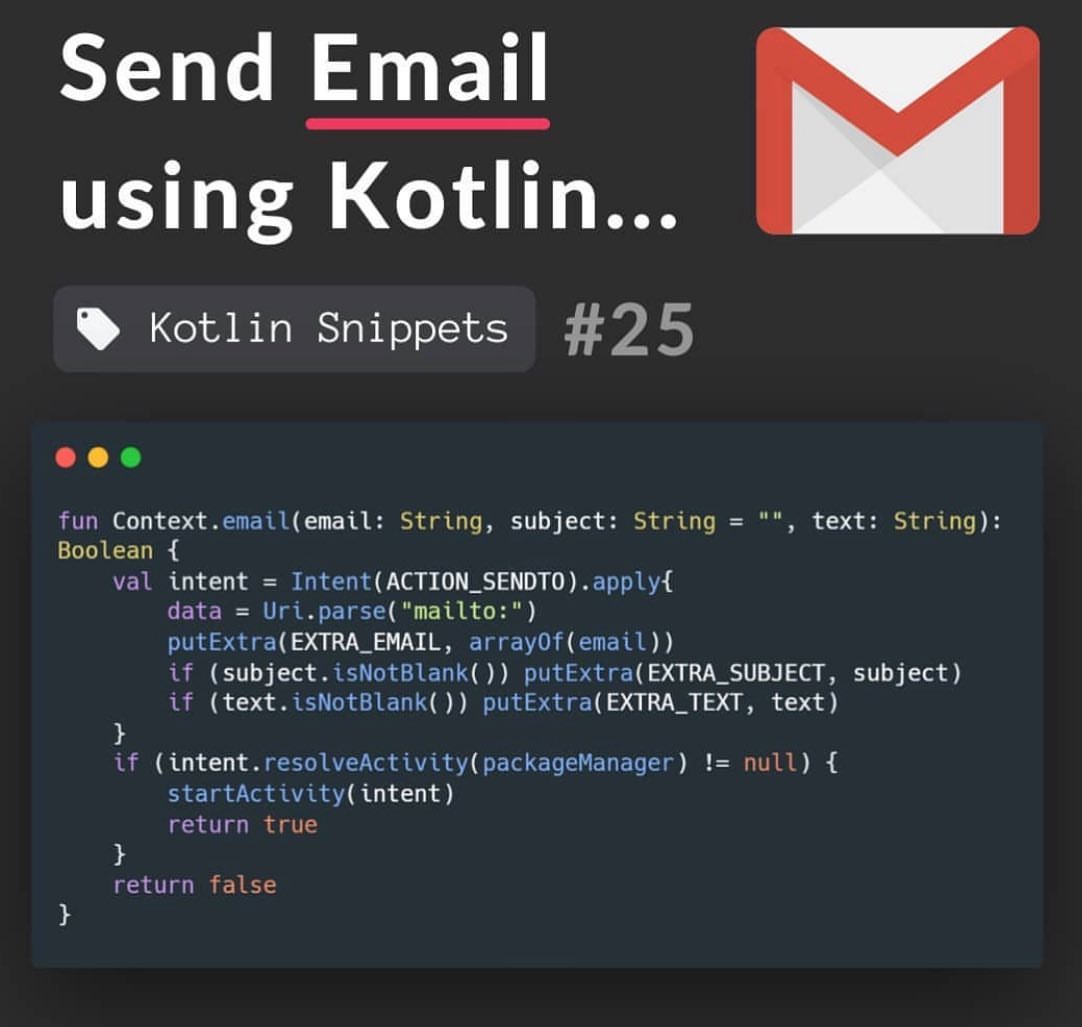 Send Email
using Kotlin...
Kotlin Snippets #25
fun Context.email(email: String, subject: String = "", text: String):
Boolean {
    val intent = Intent(ACTION_SENDTO).apply{
        data = Uri.parse("mailto:")
        putExtra(EXTRA_EMAIL, arrayOf(email))
        if (subject.isNotBlank()) putExtra(EXTRA_SUBJECT, subject)
        if (text.isNotBlank()) putExtra(EXTRA_TEXT, text)
    }
    if (intent.resolveActivity(packageManager) != null) {
        startActivity(intent)
        return true
    }
    return false
}